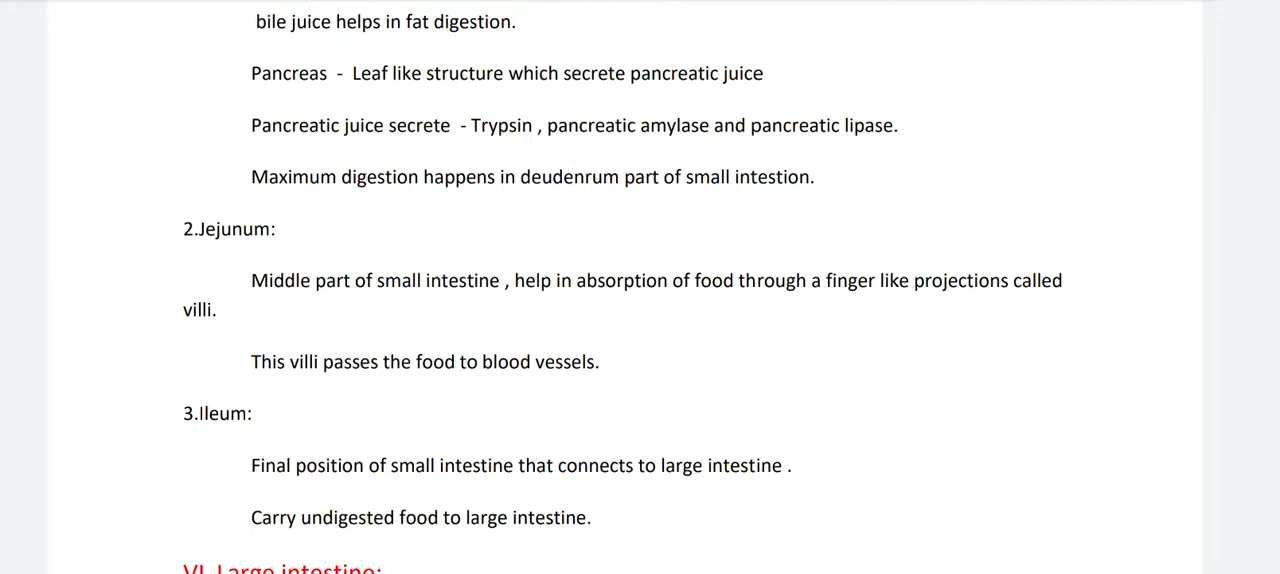 bile juice helps in fat digestion.
Pancreas - Leaf like structure which secrete pancreatic juice
Pancreatic juice secrete - Trypsin , pancreatic amylase and pancreatic lipase.
Maximum digestion happens in deudenrum part of small intestion.
2.Jejunum:
Middle part of small intestine , help in absorption of food through a finger like projections called
villi.
This villi passes the food to blood vessels.
3.Ileum:
Final position of small intestine that connects to large intestine .
Carry undigested food to large intestine.
VI. Large intestine: